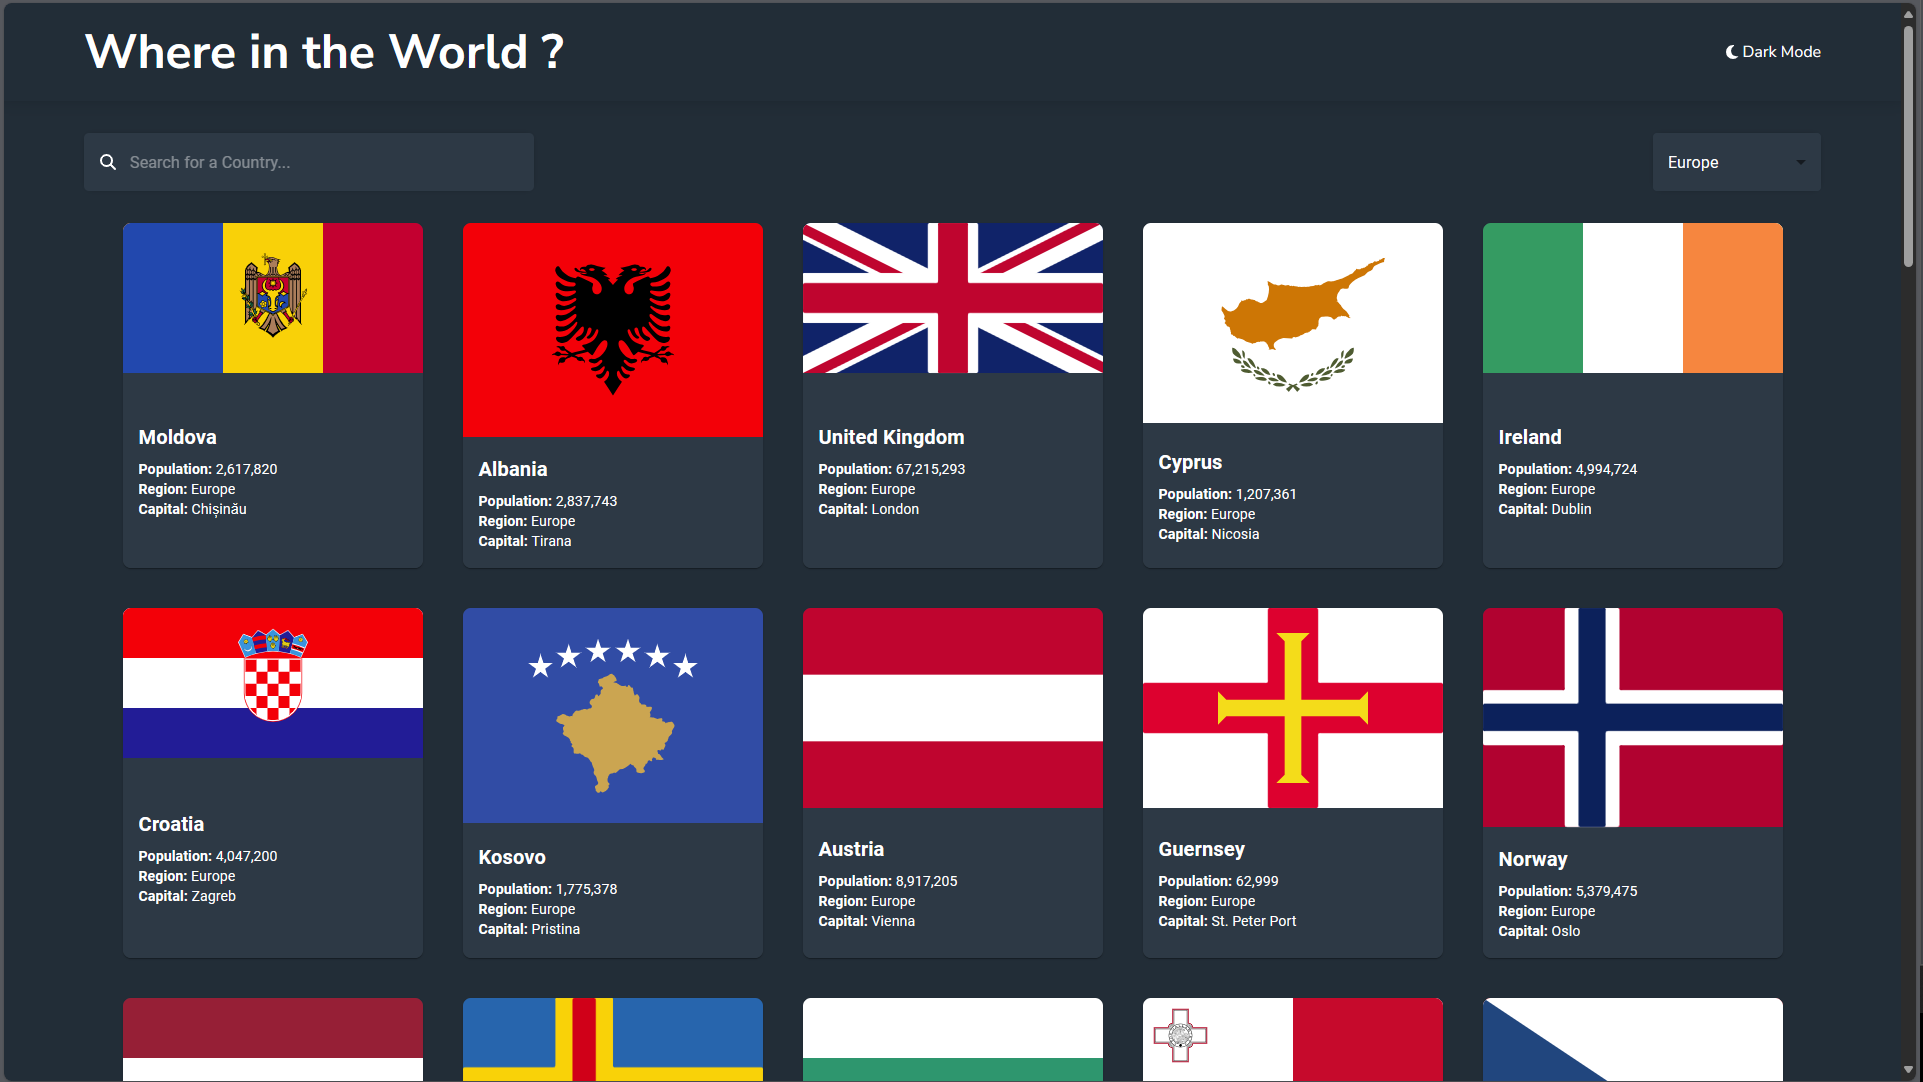 Where in the World ?
Dark Mode
Search for a Country...
Europe
Moldova
Population: 2,617,820
Region: Europe
Capital: Chișinău
Albania
Population: 2,837,743
Region: Europe
Capital: Tirana
United Kingdom
Population: 67,215,293
Region: Europe
Capital: London
Cyprus
Population: 1,207,361
Region: Europe
Capital: Nicosia
Ireland
Population: 4,994,724
Region: Europe
Capital: Dublin
Croatia
Population: 4,047,200
Region: Europe
Capital: Zagreb
Kosovo
Population: 1,775,378
Region: Europe
Capital: Pristina
Austria
Population: 8,917,205
Region: Europe
Capital: Vienna
Guernsey
Population: 62,999
Region: Europe
Capital: St. Peter Port
Norway
Population: 5,379,475
Region: Europe
Capital: Oslo